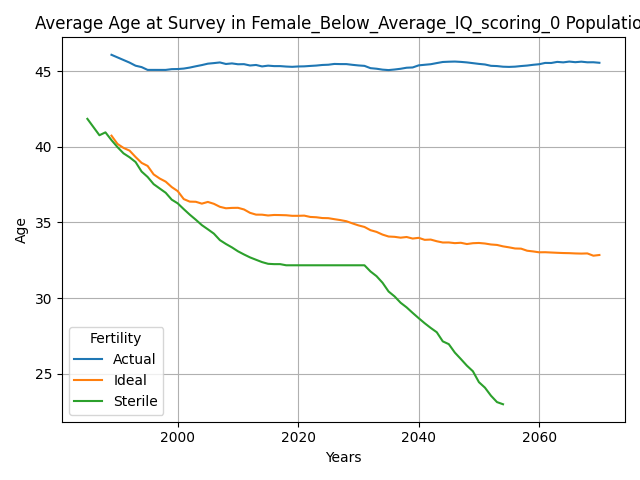 Average Age at Survey in Female_Below_Average_IQ_scoring_0 Populatio
45
40
35
30
25
Age
Fertility
Actual
Ideal
Sterile
2000
2020
2040
2060
Years